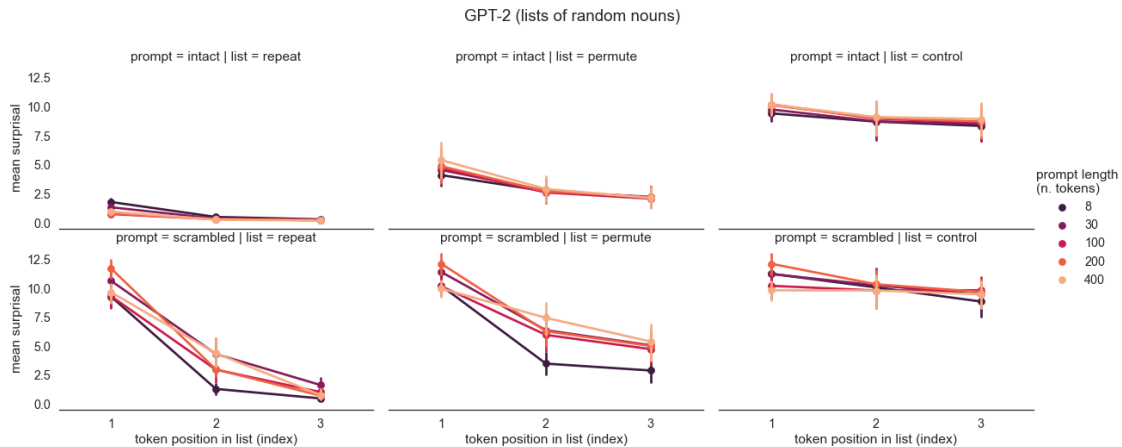 GPT-2 (lists of random nouns)
prompt = intact | list = repeat
prompt = intact | list = permute
prompt = intact | list = control
12.5
10.0
7.5
5.0
2.5
0.0
mean surprisal
prompt length
(n. tokens)
8
30
100
200
400
prompt = scrambled | list = repeat
prompt = scrambled | list = permute
prompt = scrambled | list = control
12.5
10.0
7.5
5.0
2.5
0.0
mean surprisal
1 2 3
1 2 3
1 2 3
token position in list (index)
token position in list (index)
token position in list (index)